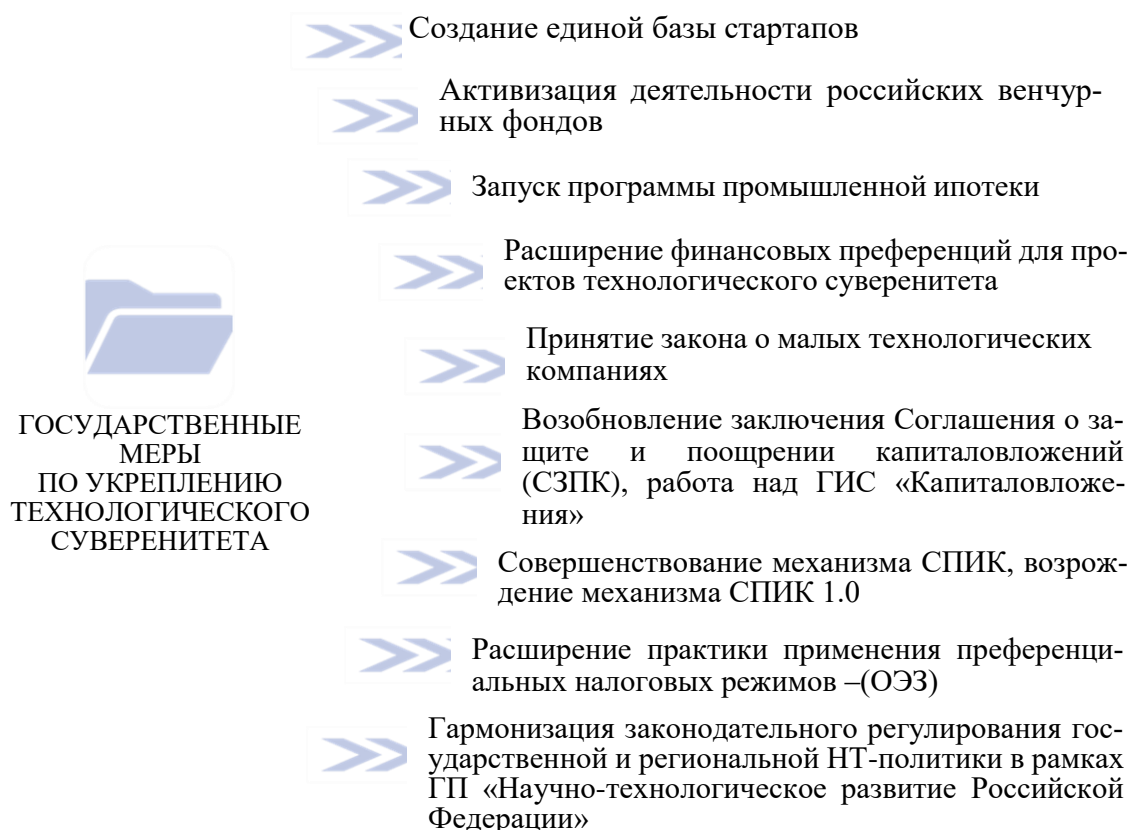 Создание единой базы стартапов
Активизация деятельности российских венчур-
ных фондов
Запуск программы промышленной ипотеки
Расширение финансовых преференций для про-
ектов технологического суверенитета
Принятие закона о малых технологических
компаниях
ГОСУДАРСТВЕННЫЕ
МЕРЫ
ПО УКРЕПЛЕНИЮ
ТЕХНОЛОГИЧЕСКОГО
СУВЕРЕНИТЕТА
Возобновление заключения Соглашения о за-
щите и поощрении капиталовложений
(СЗПК), работа над ГИС «Капиталовложе-
ния»
Совершенствование механизма СПИК, возрож-
дение механизма СПИК 1.0
Расширение практики применения преференци-
альных налоговых режимов –(ОЭЗ)
Гармонизация законодательного регулирования гос-
ударственной и региональной НТ-политики в рамках
ГП «Научно-технологическое развитие Российской
Федерации»